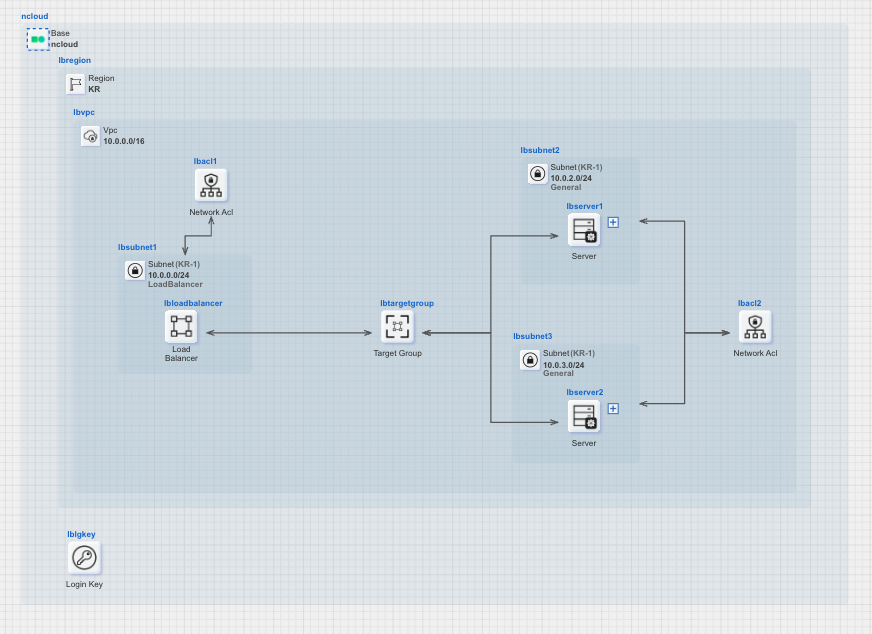 ncloud
Base
ncloud
lbregion
Region
KR
lbvpc
Vpc
10.0.0.0/16
lbacl1
Network Acl
lbsubnet1
Subnet (KR-1)
10.0.0.0/24
LoadBalancer
lbloadbalancer
Load
Balancer
lbtargetgroup
Target Group
lbsubnet2
Subnet (KR-1)
10.0.2.0/24
General
lbserver1
Server
lbsubnet3
Subnet (KR-1)
10.0.3.0/24
General
lbserver2
Server
lbacl2
Network Acl
lblgkey
Login Key